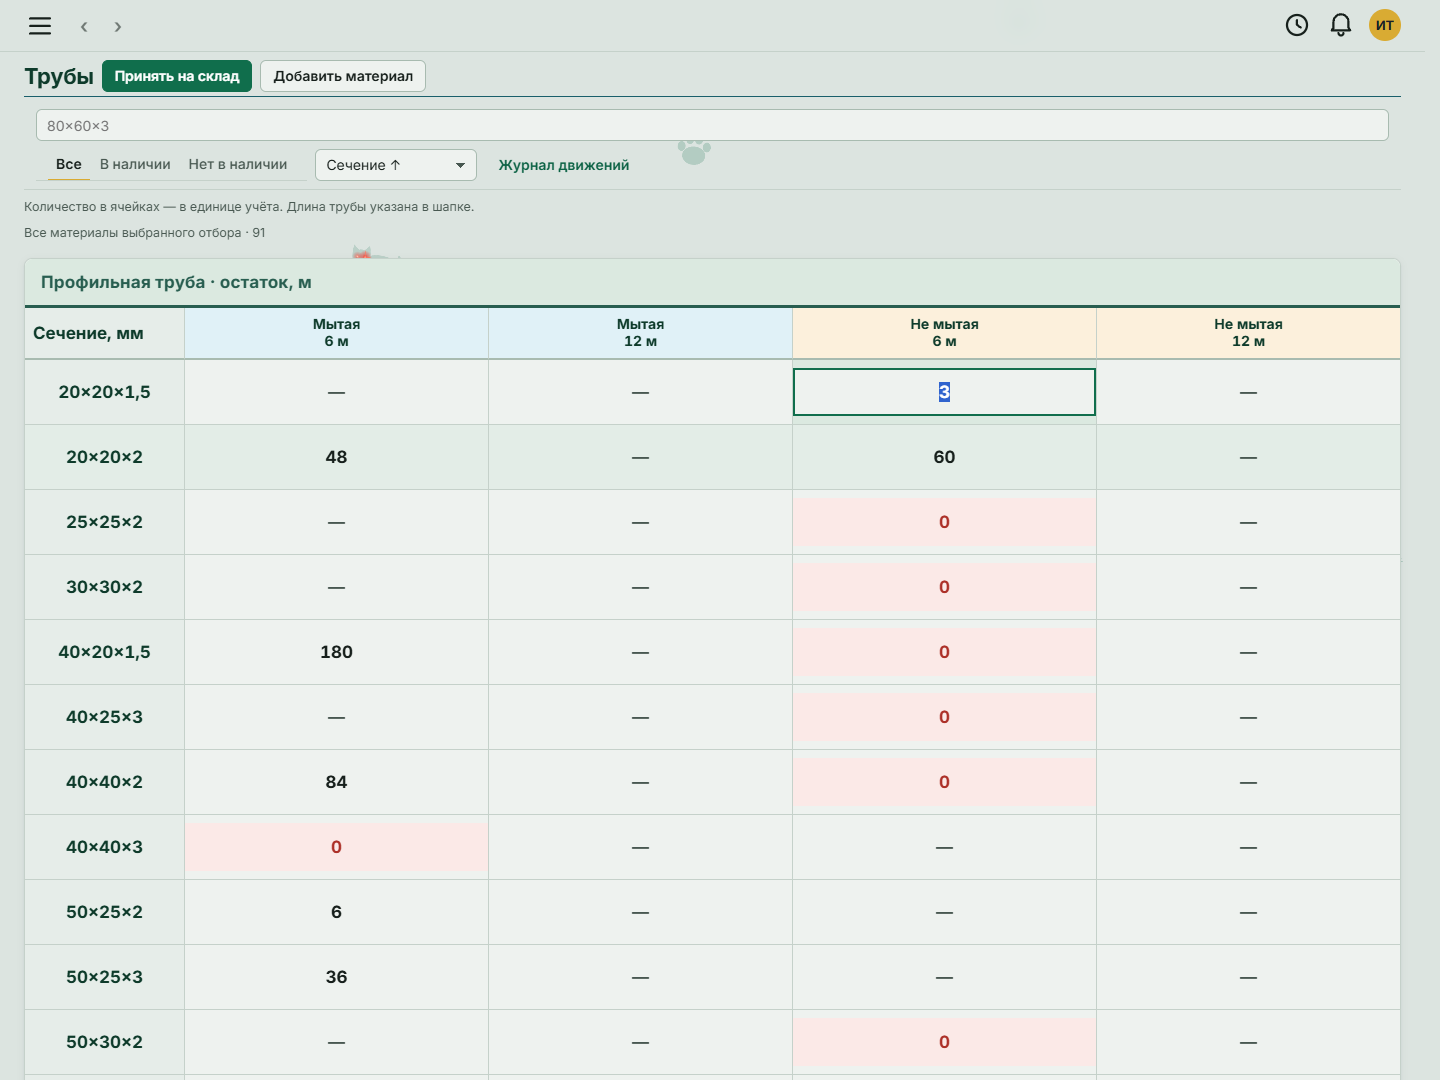 ‹ ›
ИТ
Трубы Принять на склад Добавить материал
80×60×3
Все В наличии Нет в наличии Сечение ↑ Журнал движений
Количество в ячейках — в единице учёта. Длина трубы указана в шапке.
Все материалы выбранного отбора · 91
Профильная труба · остаток, м
Сечение, мм Мытая 6 м Мытая 12 м Не мытая 6 м Не мытая 12 м
20×20×1,5 — — 3 —
20×20×2 48 — 60 —
25×25×2 — — 0 —
30×30×2 — — 0 —
40×20×1,5 180 — 0 —
40×25×3 — — 0 —
40×40×2 84 — 0 —
40×40×3 0 — — —
50×25×2 6 — — —
50×25×3 36 — — —
50×30×2 — — 0 —